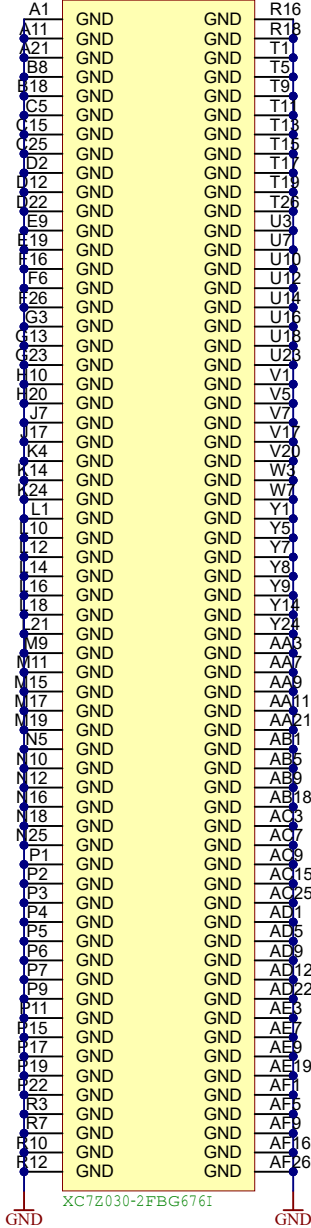 A1 GND GND R16
A11 GND GND R18
A21 GND GND T1
B8 GND GND T5
B18 GND GND T9
C5 GND GND T11
C15 GND GND T13
C25 GND GND T15
D2 GND GND T17
D12 GND GND T19
D22 GND GND T26
E9 GND GND U3
E19 GND GND U7
F16 GND GND U10
F6 GND GND U12
F26 GND GND U14
G3 GND GND U16
G13 GND GND U18
G23 GND GND U23
H10 GND GND V1
H20 GND GND V5
J7 GND GND V7
J17 GND GND V17
K4 GND GND V20
K14 GND GND W3
K24 GND GND W7
L1 GND GND Y1
L10 GND GND Y5
L12 GND GND Y7
L14 GND GND Y8
L16 GND GND Y9
L18 GND GND Y14
L21 GND GND Y24
M9 GND GND AA3
M11 GND GND AA7
M15 GND GND AA9
M17 GND GND AA11
M19 GND GND AA21
N5 GND GND AB1
N10 GND GND AB5
N12 GND GND AB9
N16 GND GND AB18
N18 GND GND AC3
N25 GND GND AC7
P1 GND GND AC9
P2 GND GND AC15
P3 GND GND AC25
P4 GND GND AD1
P5 GND GND AD5
P6 GND GND AD9
P7 GND GND AD12
P9 GND GND AD22
P11 GND GND AE3
P15 GND GND AE7
P17 GND GND AE9
P19 GND GND AE19
P22 GND GND AF1
R3 GND GND AF5
R7 GND GND AF9
R10 GND GND AF16
R12 GND GND AF26
XC7Z030-2FBG676I
GND GND